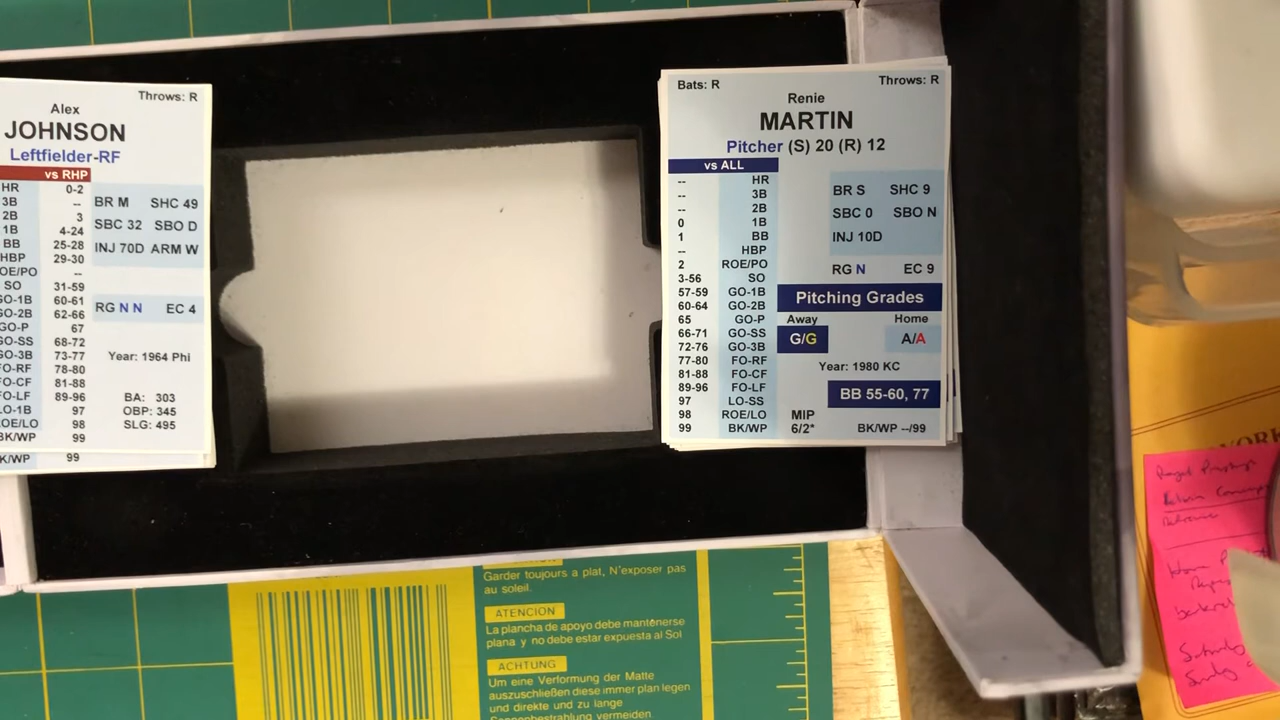 Throws: R
Alex
JOHNSON
Leftfielder-RF
vs RHP
HR 0-2
3B --
2B 3
1B 4-24
BB 25-28
HBP 29-30
OE/PO --
SO 31-59
GO-1B 60-61
GO-2B 62-66
GO-P 67
GO-SS 68-72
GO-3B 73-77
FO-RF 78-80
FO-CF 81-88
FO-LF 89-96
LO-1B 97
ROE/LO 98
BK/WP 99
K/WP 99
BR M SHC 49
SBC 32 SBO D
INJ 70D ARM W
RG N N EC 4
Year: 1964 Phi
BA: 303
OBP: 345
SLG: 495
Bats: R Throws: R
Renie
MARTIN
Pitcher (S) 20 (R) 12
vs ALL
-- HR
-- 3B
-- 2B
0 1B
1 BB
-- HBP
2 ROE/PO
3-56 SO
57-59 GO-1B
60-64 GO-2B
65 GO-P
66-71 GO-SS
72-76 GO-3B
77-80 FO-RF
81-88 FO-CF
89-96 FO-LF
97 LO-SS
98 ROE/LO
99 BK/WP
BR S SHC 9
SBC 0 SBO N
INJ 10D
RG N EC 9
Pitching Grades
Away Home
G/G A/A
Year: 1980 KC
BB 55-60, 77
MIP
6/2* BK/WP --/99
Garder toujours a plat, N'exposer pas
au soleil.
ATENCION
La plancha de apoyo debe mantenerse
plana y no debe estar expuesta al Sol
ACHTUNG
Um eine Verformung der Matte
auszuschließen diese immer plan legen
und direkte und zu lange
Sonnenbestrahlung vermeiden